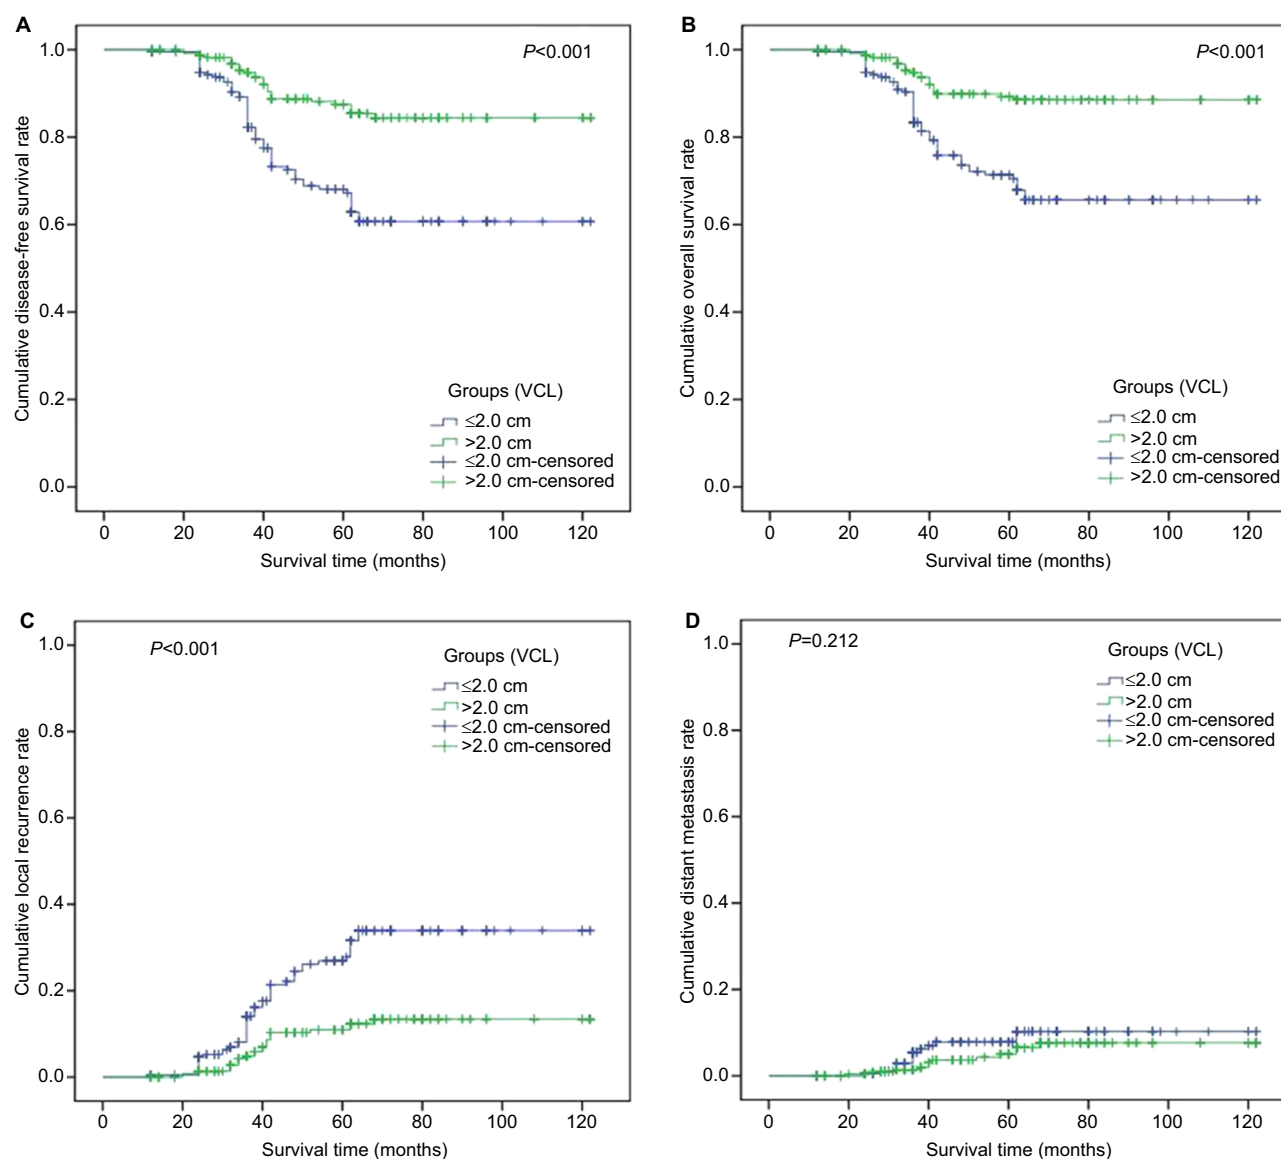 A
P<0.001
1.0
0.8
0.6
0.4
0.2
0.0
Cumulative disease-free survival rate
Groups (VCL)
≤2.0 cm
>2.0 cm
≤2.0 cm-censored
>2.0 cm-censored
0 20 40 60 80 100 120
Survival time (months)
B
P<0.001
1.0
0.8
0.6
0.4
0.2
0.0
Cumulative overall survival rate
Groups (VCL)
≤2.0 cm
>2.0 cm
≤2.0 cm-censored
>2.0 cm-censored
0 20 40 60 80 100 120
Survival time (months)
C
P<0.001
1.0
0.8
0.6
0.4
0.2
0.0
Cumulative local recurrence rate
Groups (VCL)
≤2.0 cm
>2.0 cm
≤2.0 cm-censored
>2.0 cm-censored
0 20 40 60 80 100 120
Survival time (months)
D
P=0.212
1.0
0.8
0.6
0.4
0.2
0.0
Cumulative distant metastasis rate
Groups (VCL)
≤2.0 cm
>2.0 cm
≤2.0 cm-censored
>2.0 cm-censored
0 20 40 60 80 100 120
Survival time (months)